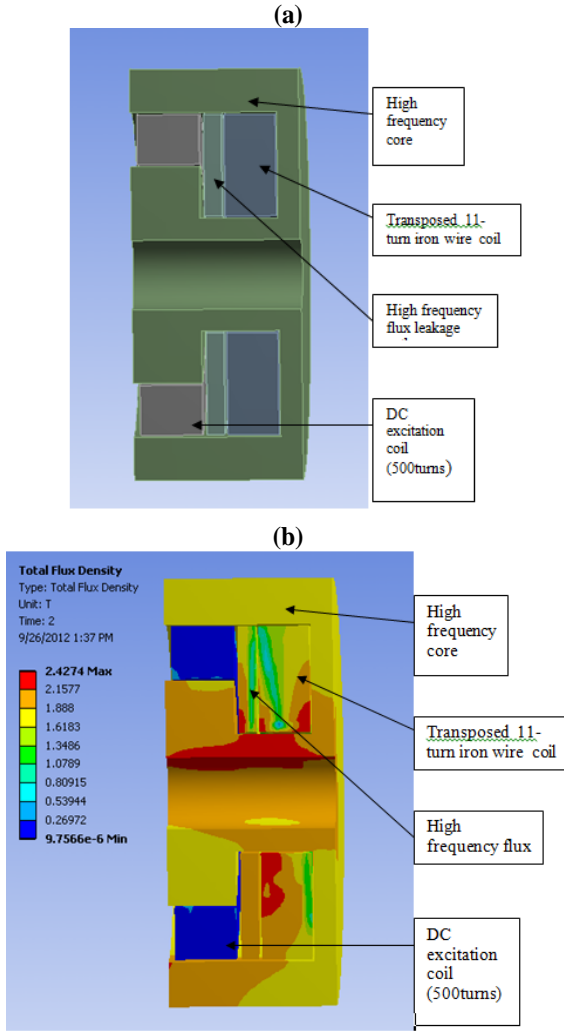 (a)
High
frequency
core
Transposed 11-
turn iron wire coil
High frequency
flux leakage
DC
excitation
coil
(500turns)
(b)
Total Flux Density
Type: Total Flux Density
Unit: T
Time: 2
9/26/2012 1:37 PM
2.4274 Max
2.1577
1.888
1.6183
1.3486
1.0789
0.80915
0.53944
0.26972
9.7566e-6 Min
High
frequency
core
Transposed 11-
turn iron wire coil
High
frequency flux
DC
excitation
coil
(500turns)